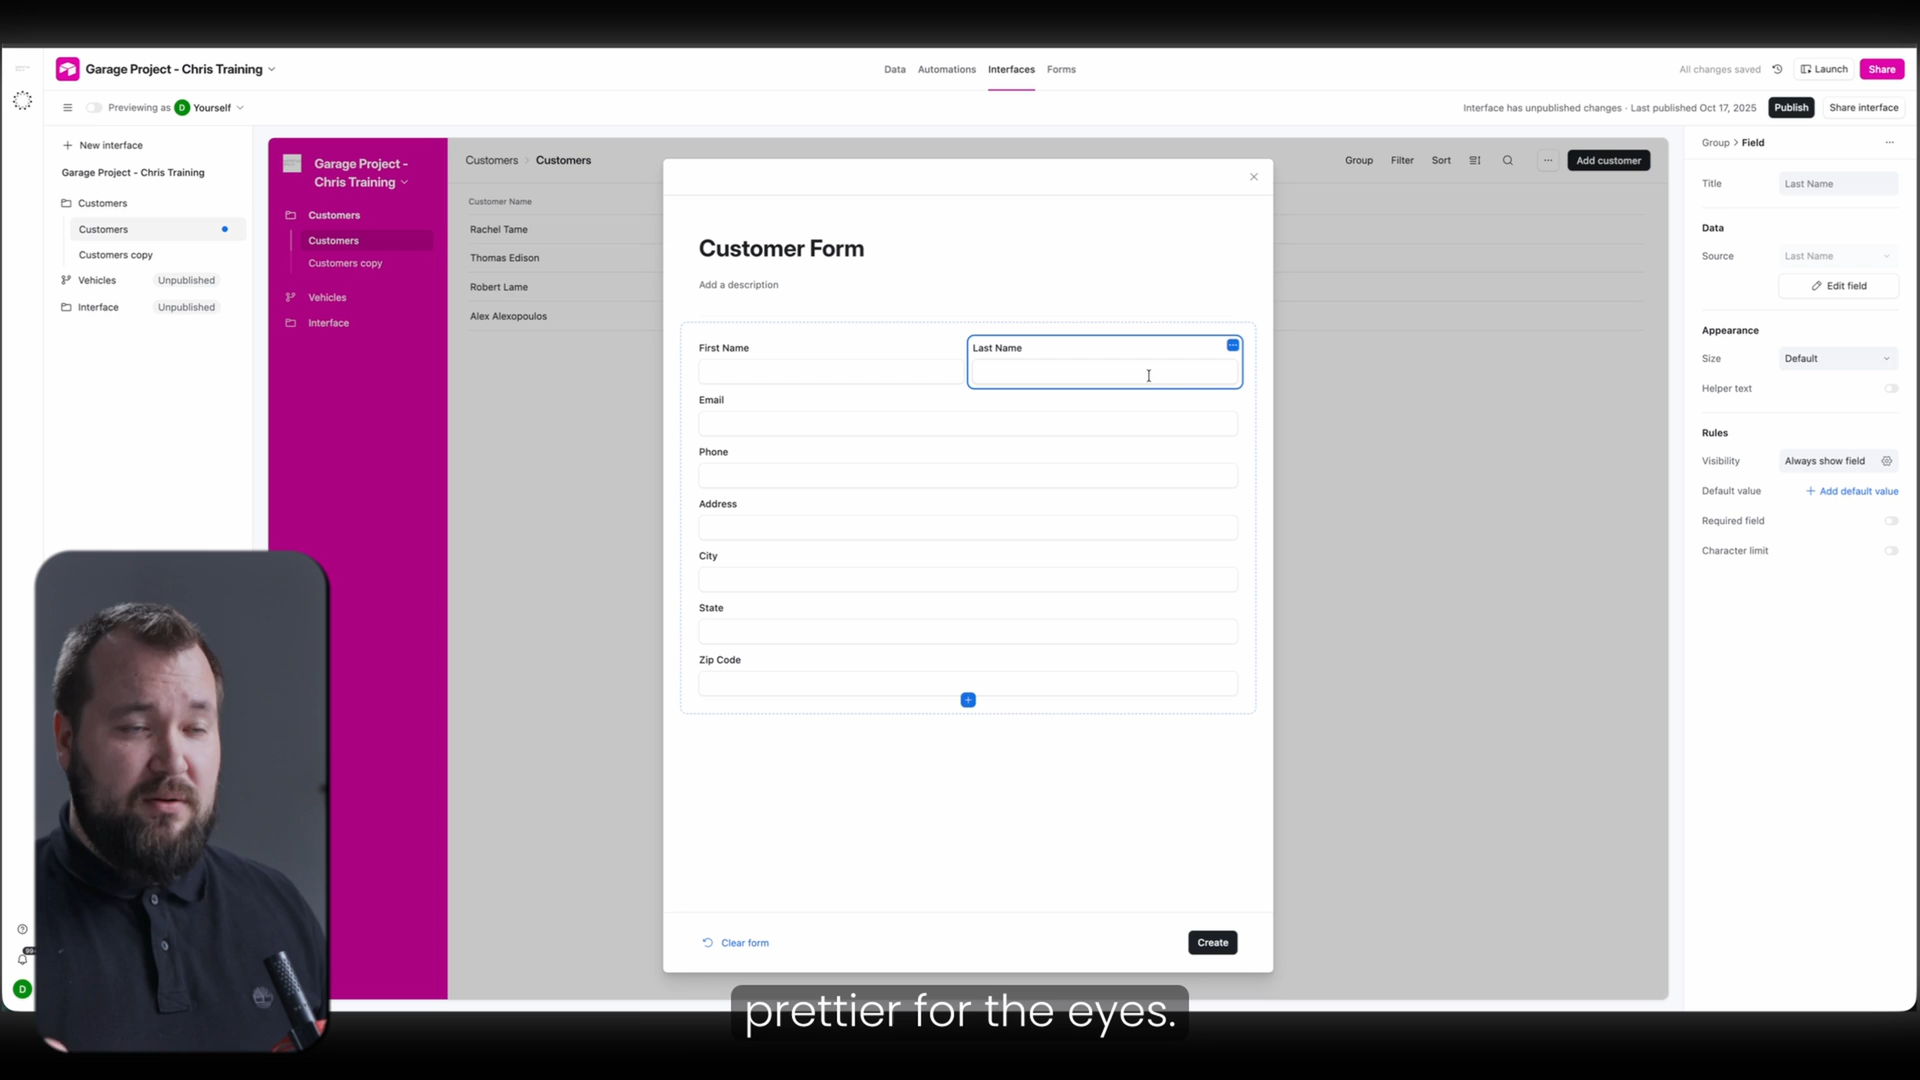 Garage Project - Chris Training
Data
Automations
Interfaces
Forms
All changes saved
Launch
Share
Previewing as D Yourself
Interface has unpublished changes · Last published Oct 17, 2025
Publish
Share interface
New interface
Garage Project - Chris Training
Customers
Customers
Customers copy
Vehicles Unpublished
Interface Unpublished
Garage Project -
Chris Training
Customers
Customers
Customers copy
Vehicles
Interface
Customers > Customers
Group
Filter
Sort
Add customer
Customer Name
Rachel Tame
Thomas Edison
Robert Lame
Alex Alexopoulos
Customer Form
Add a description
First Name
Last Name
Email
Phone
Address
City
State
Zip Code
Clear form
Create
Group > Field
Title Last Name
Data
Source Last Name
Edit field
Appearance
Size Default
Helper text
Rules
Visibility Always show field
Default value + Add default value
Required field
Character limit
D
prettier for the eyes.